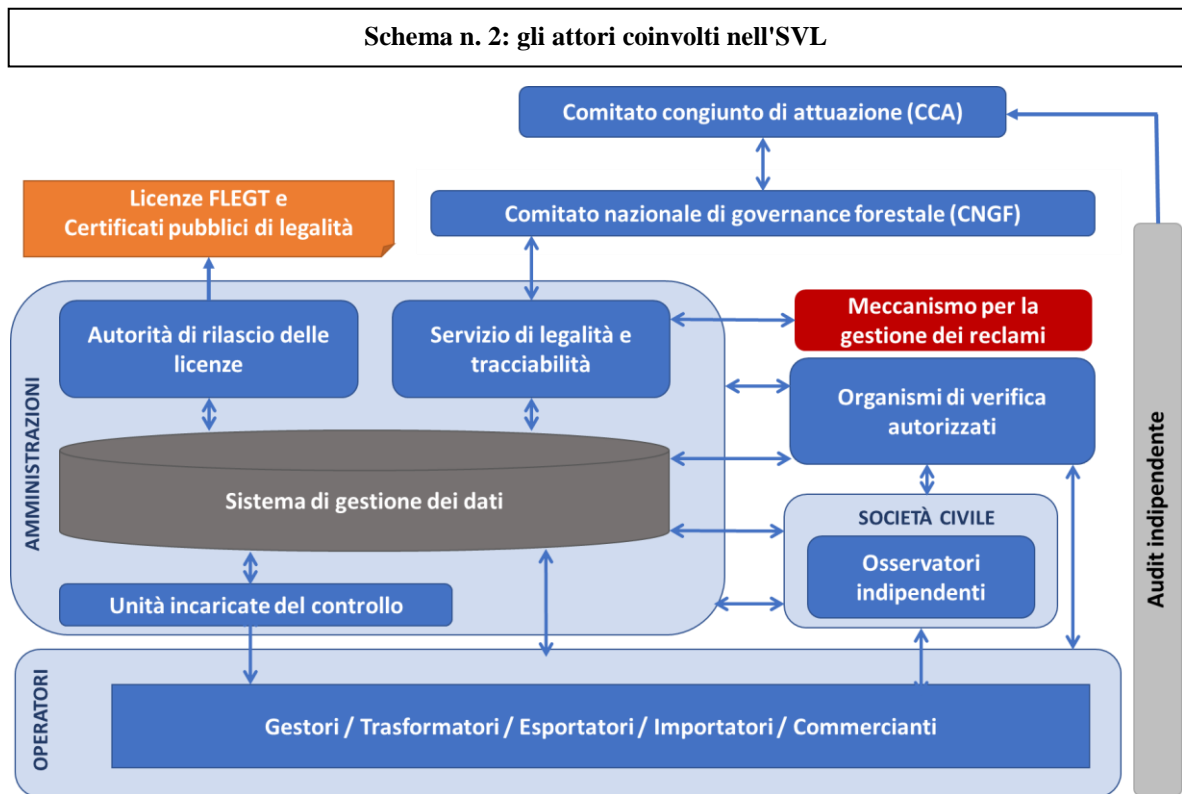 Schema n. 2: gli attori coinvolti nell'SVL
Comitato congiunto di attuazione (CCA)
Licenze FLEGT e
Certificati pubblici di legalità
Comitato nazionale di governance forestale (CNGF)
AMMINISTRAZIONI
Autorità di rilascio delle
licenze
Servizio di legalità e
tracciabilità
Meccanismo per la
gestione dei reclami
Organismi di verifica
autorizzati
Sistema di gestione dei dati
SOCIETÀ CIVILE
Osservatori
indipendenti
Unità incaricate del controllo
Audit indipendente
OPERATORI
Gestori / Trasformatori / Esportatori / Importatori / Commercianti